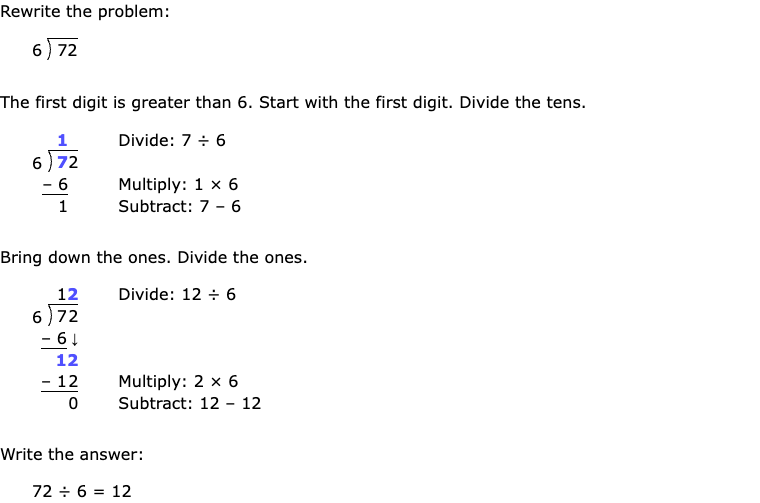 Rewrite the problem:
6 ) 72
The first digit is greater than 6. Start with the first digit. Divide the tens.
1 Divide: 7 ÷ 6
6 ) 72
– 6 Multiply: 1 × 6
1 Subtract: 7 – 6
Bring down the ones. Divide the ones.
12 Divide: 12 ÷ 6
6 ) 72
– 6 ↓
12
– 12 Multiply: 2 × 6
0 Subtract: 12 – 12
Write the answer:
72 ÷ 6 = 12